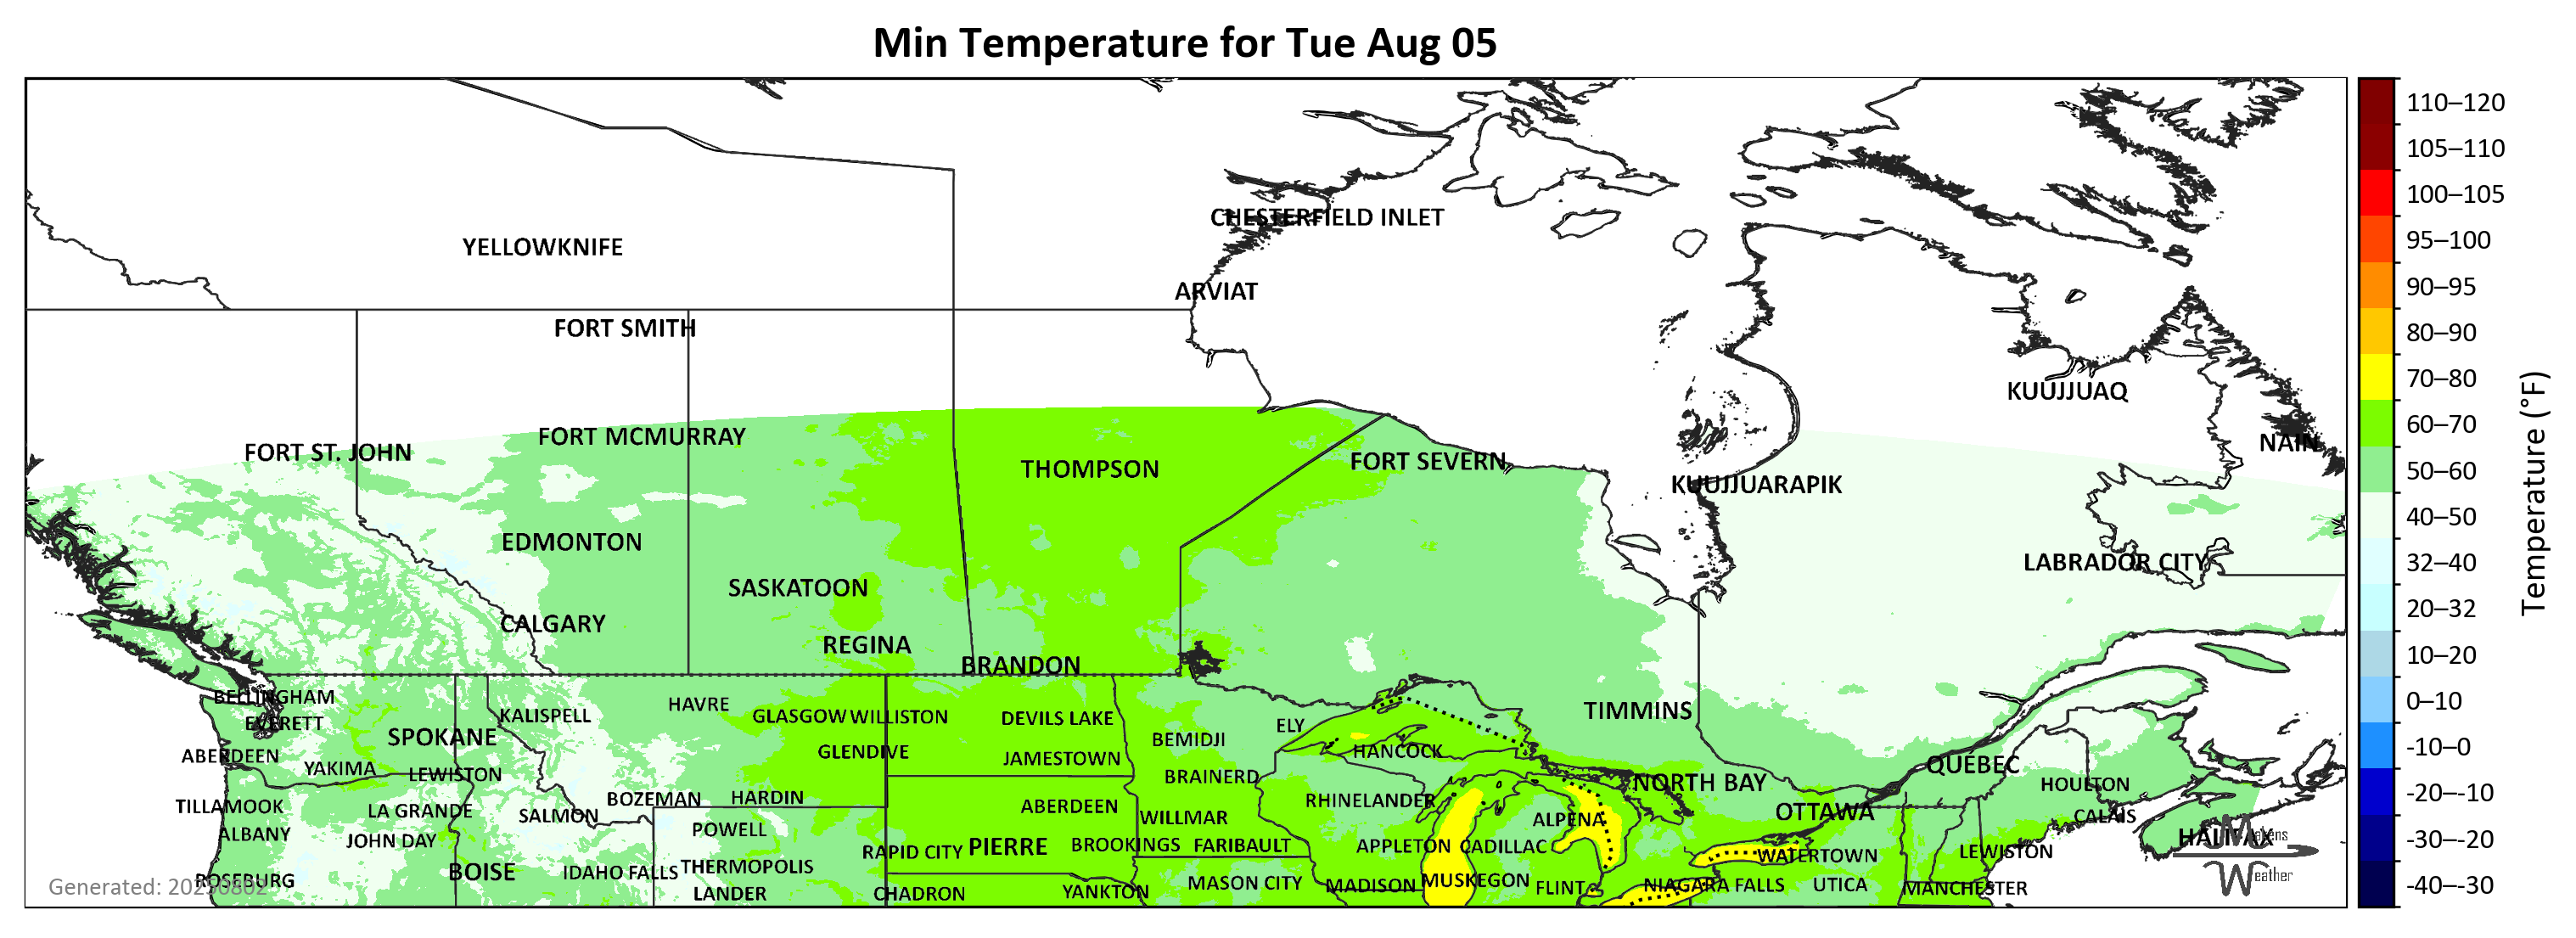 Min Temperature for Tue Aug 05
110–120
105–110
100–105
95–100
90–95
80–90
70–80
60–70
50–60
40–50
32–40
20–32
10–20
0–10
-10–0
-20–-10
-30–-20
-40–-30
Temperature (°F)
CHESTERFIELD INLET
YELLOWKNIFE
ARVIAT
FORT SMITH
KUUJJUAQ
FORT MCMURRAY
NAIN
FORT ST. JOHN
FORT SEVERN
THOMPSON
KUUJJUARAPIK
EDMONTON
LABRADOR CITY
SASKATOON
CALGARY
REGINA
BRANDON
BELLINGHAM
HAVRE
TIMMINS
KALISPELL
GLASGOW WILLISTON
DEVILS LAKE
EVERETT
ELY
SPOKANE
BEMIDJI
ABERDEEN
GLENDIVE
JAMESTOWN
HANCOCK
QUÉBEC
YAKIMA
LEWISTON
BRAINERD
NORTH BAY
HOULTON
BOZEMAN
HARDIN
RHINELANDER
TILLAMOOK
LA GRANDE
SALMON
ABERDEEN
WILLMAR
ALPENA
OTTAWA
CALAIS
ALBANY
JOHN DAY
POWELL
HALIFAX
Makens
RAPID CITY
PIERRE
BROOKINGS
FARIBAULT
APPLETON
CADILLAC
WATERTOWN
LEWISTON
BOISE
IDAHO FALLS
THERMOPOLIS
ROSEBURG
Generated: 20250802
MASON CITY
MADISON
MUSKEGON
FLINT
NIAGARA FALLS
UTICA
MANCHESTER
Weather
LANDER
CHADRON
YANKTON